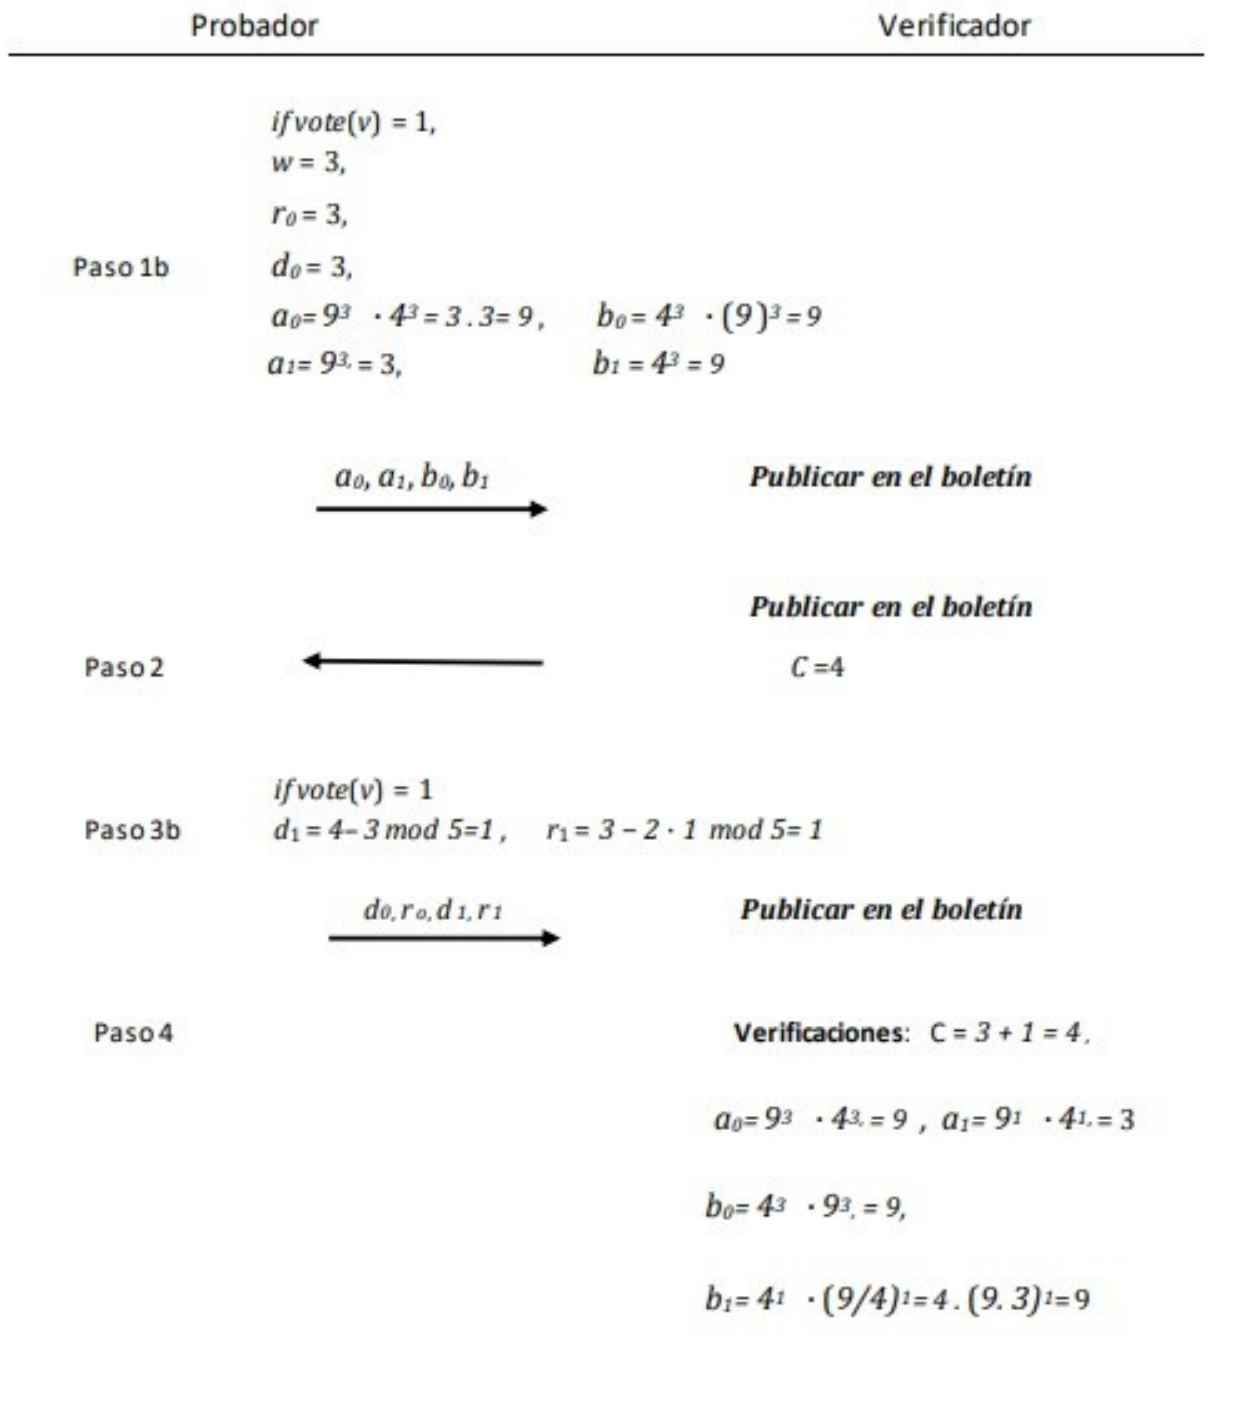 Probador Verificador
if vote(v) = 1,
w = 3,
r₀ = 3,
Paso 1b d₀ = 3,
a₀= 9³ · 4³ = 3 . 3= 9 , b₀ = 4³ · (9)³ = 9
a₁= 9³· = 3, b₁ = 4³ = 9
a₀, a₁, b₀, b₁ Publicar en el boletín
Publicar en el boletín
Paso 2 C =4
if vote(v) = 1
Paso 3b d₁ = 4– 3 mod 5=1 , r₁ = 3 – 2 · 1 mod 5= 1
d₀, r₀, d₁, r₁ Publicar en el boletín
Paso 4 Verificaciones: C = 3 + 1 = 4 ,
a₀= 9³ · 4³· = 9 , a₁= 9¹ · 4¹· = 3
b₀= 4³ · 9³, = 9,
b₁= 4¹ · (9/4)¹= 4 . (9. 3)¹=9